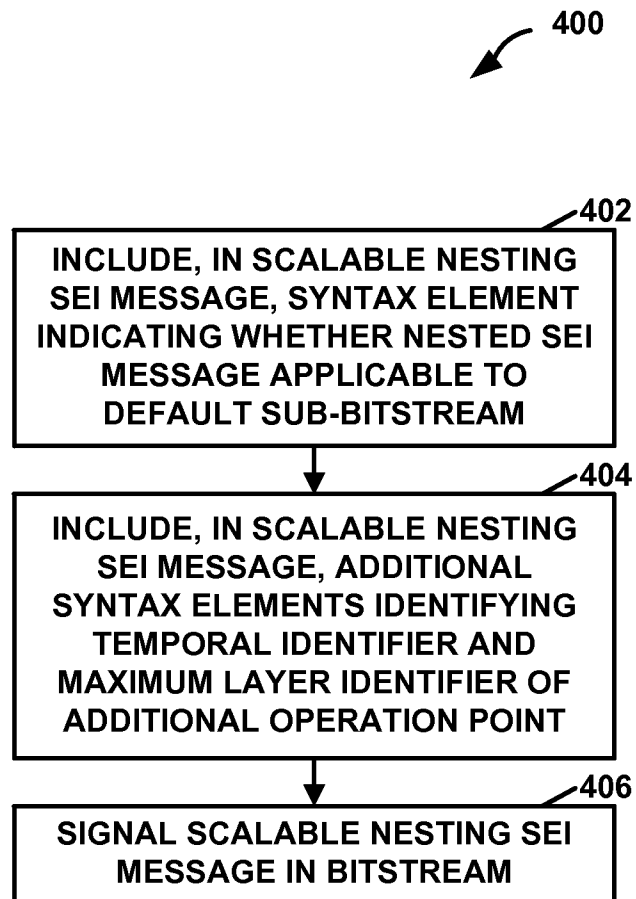 400
402
INCLUDE, IN SCALABLE NESTING
SEI MESSAGE, SYNTAX ELEMENT
INDICATING WHETHER NESTED SEI
MESSAGE APPLICABLE TO
DEFAULT SUB-BITSTREAM
404
INCLUDE, IN SCALABLE NESTING
SEI MESSAGE, ADDITIONAL
SYNTAX ELEMENTS IDENTIFYING
TEMPORAL IDENTIFIER AND
MAXIMUM LAYER IDENTIFIER OF
ADDITIONAL OPERATION POINT
406
SIGNAL SCALABLE NESTING SEI
MESSAGE IN BITSTREAM